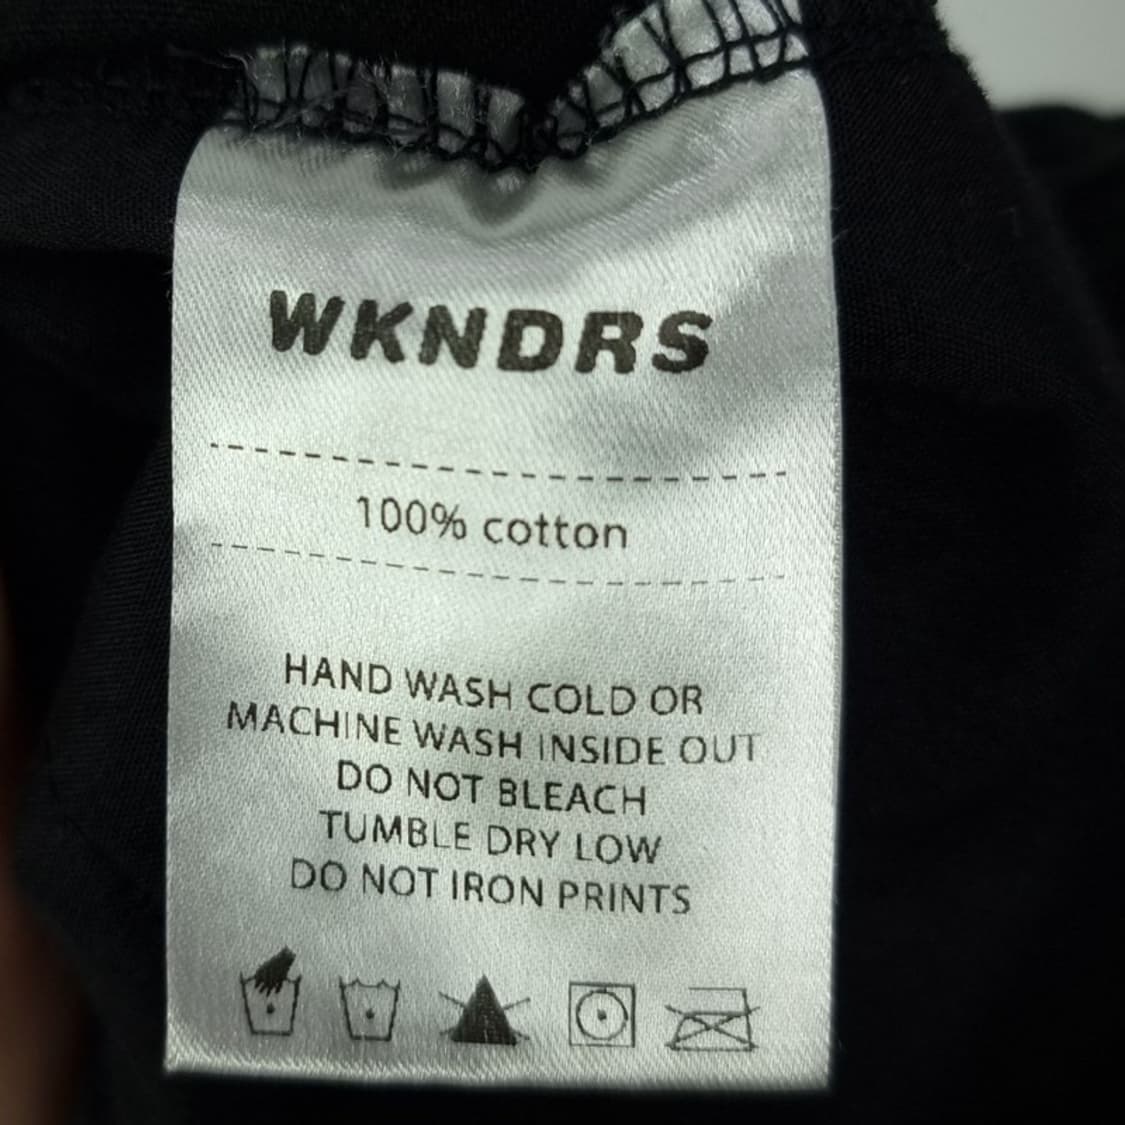 WKNDRS
100% cotton
HAND WASH COLD OR
MACHINE WASH INSIDE OUT
DO NOT BLEACH
TUMBLE DRY LOW
DO NOT IRON PRINTS